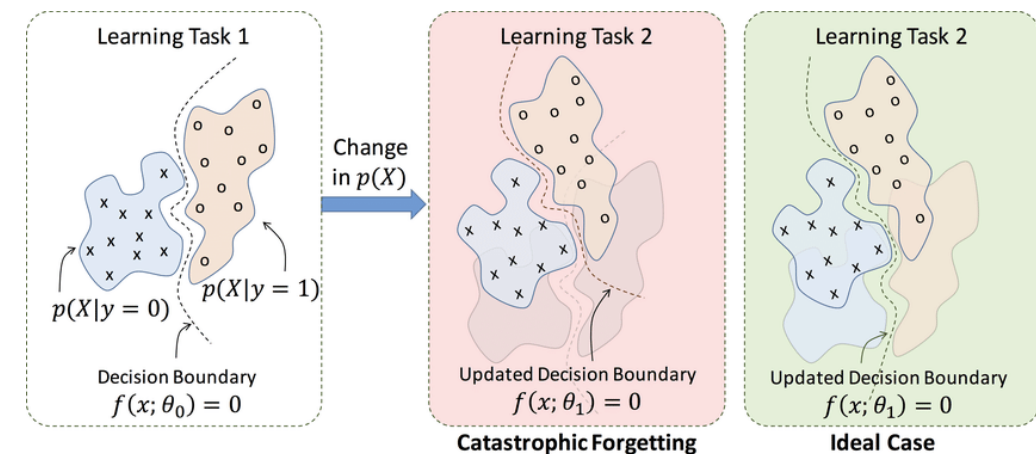 Learning Task 1
p(X|y = 0)
p(X|y = 1)
Decision Boundary
f(x; θ₀) = 0
Change
in p(X)
Learning Task 2
Updated Decision Boundary
f(x; θ₁) = 0
Catastrophic Forgetting
Learning Task 2
Updated Decision Boundary
f(x; θ₁) = 0
Ideal Case